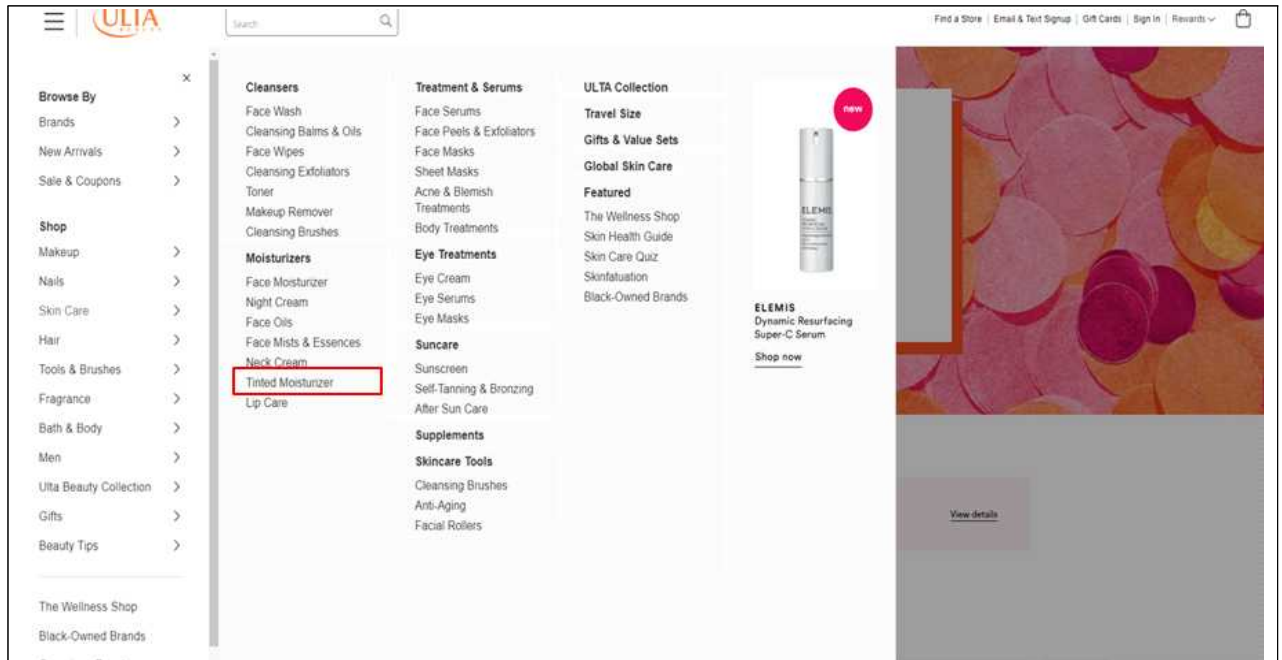 ULTA
BEAUTY
Search
Find a Store | Email & Text Signup | Gift Cards | Sign In | Rewards
Browse By
Brands
New Arrivals
Sale & Coupons
Shop
Makeup
Nails
Skin Care
Hair
Tools & Brushes
Fragrance
Bath & Body
Men
Ulta Beauty Collection
Gifts
Beauty Tips
The Wellness Shop
Black-Owned Brands
Cleansers
Face Wash
Cleansing Balms & Oils
Face Wipes
Cleansing Exfoliators
Toner
Makeup Remover
Cleansing Brushes
Moisturizers
Face Moisturizer
Night Cream
Face Oils
Face Mists & Essences
Neck Cream
Tinted Moisturizer
Lip Care
Treatment & Serums
Face Serums
Face Peels & Exfoliators
Face Masks
Sheet Masks
Acne & Blemish
Treatments
Body Treatments
Eye Treatments
Eye Cream
Eye Serums
Eye Masks
Suncare
Sunscreen
Self-Tanning & Bronzing
After Sun Care
Supplements
Skincare Tools
Cleansing Brushes
Anti-Aging
Facial Rollers
ULTA Collection
Travel Size
Gifts & Value Sets
Global Skin Care
Featured
The Wellness Shop
Skin Health Guide
Skin Care Quiz
Skinfatuation
Black-Owned Brands
new
ELEMIS
ELEMIS
Dynamic Resurfacing
Super-C Serum
Shop now
View details